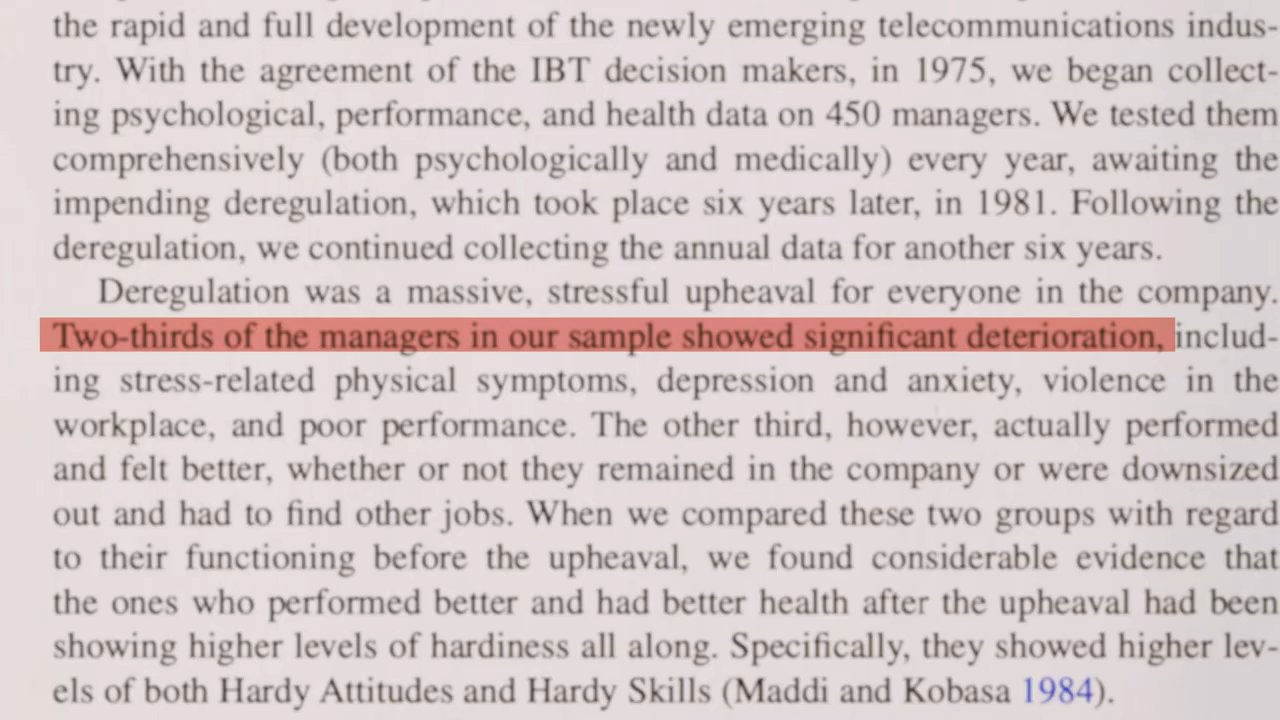 the rapid and full development of the newly emerging telecommunications indus-
try. With the agreement of the IBT decision makers, in 1975, we began collect-
ing psychological, performance, and health data on 450 managers. We tested them
comprehensively (both psychologically and medically) every year, awaiting the
impending deregulation, which took place six years later, in 1981. Following the
deregulation, we continued collecting the annual data for another six years.
Deregulation was a massive, stressful upheaval for everyone in the company.
Two-thirds of the managers in our sample showed significant deterioration, includ-
ing stress-related physical symptoms, depression and anxiety, violence in the
workplace, and poor performance. The other third, however, actually performed
and felt better, whether or not they remained in the company or were downsized
out and had to find other jobs. When we compared these two groups with regard
to their functioning before the upheaval, we found considerable evidence that
the ones who performed better and had better health after the upheaval had been
showing higher levels of hardiness all along. Specifically, they showed higher lev-
els of both Hardy Attitudes and Hardy Skills (Maddi and Kobasa 1984).